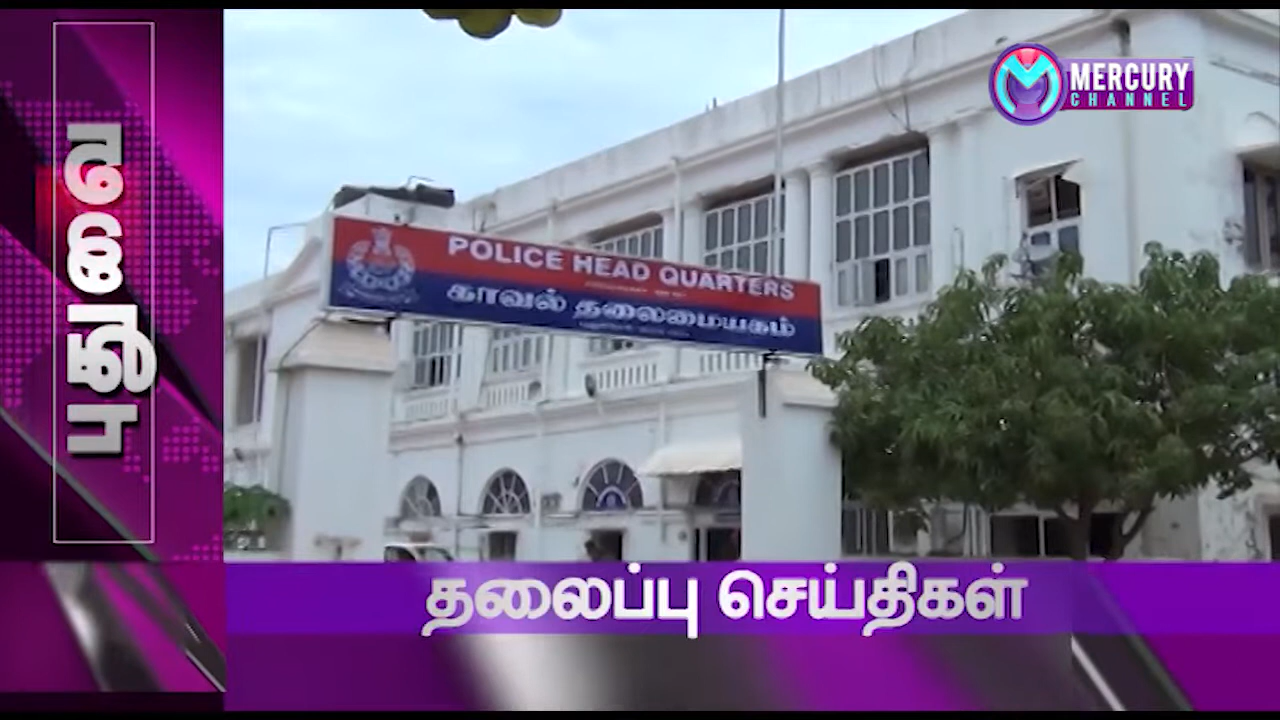 புதுவை
MERCURY
CHANNEL
POLICE HEAD QUARTERS
காவல் தலைமையகம்
தலைப்பு செய்திகள்